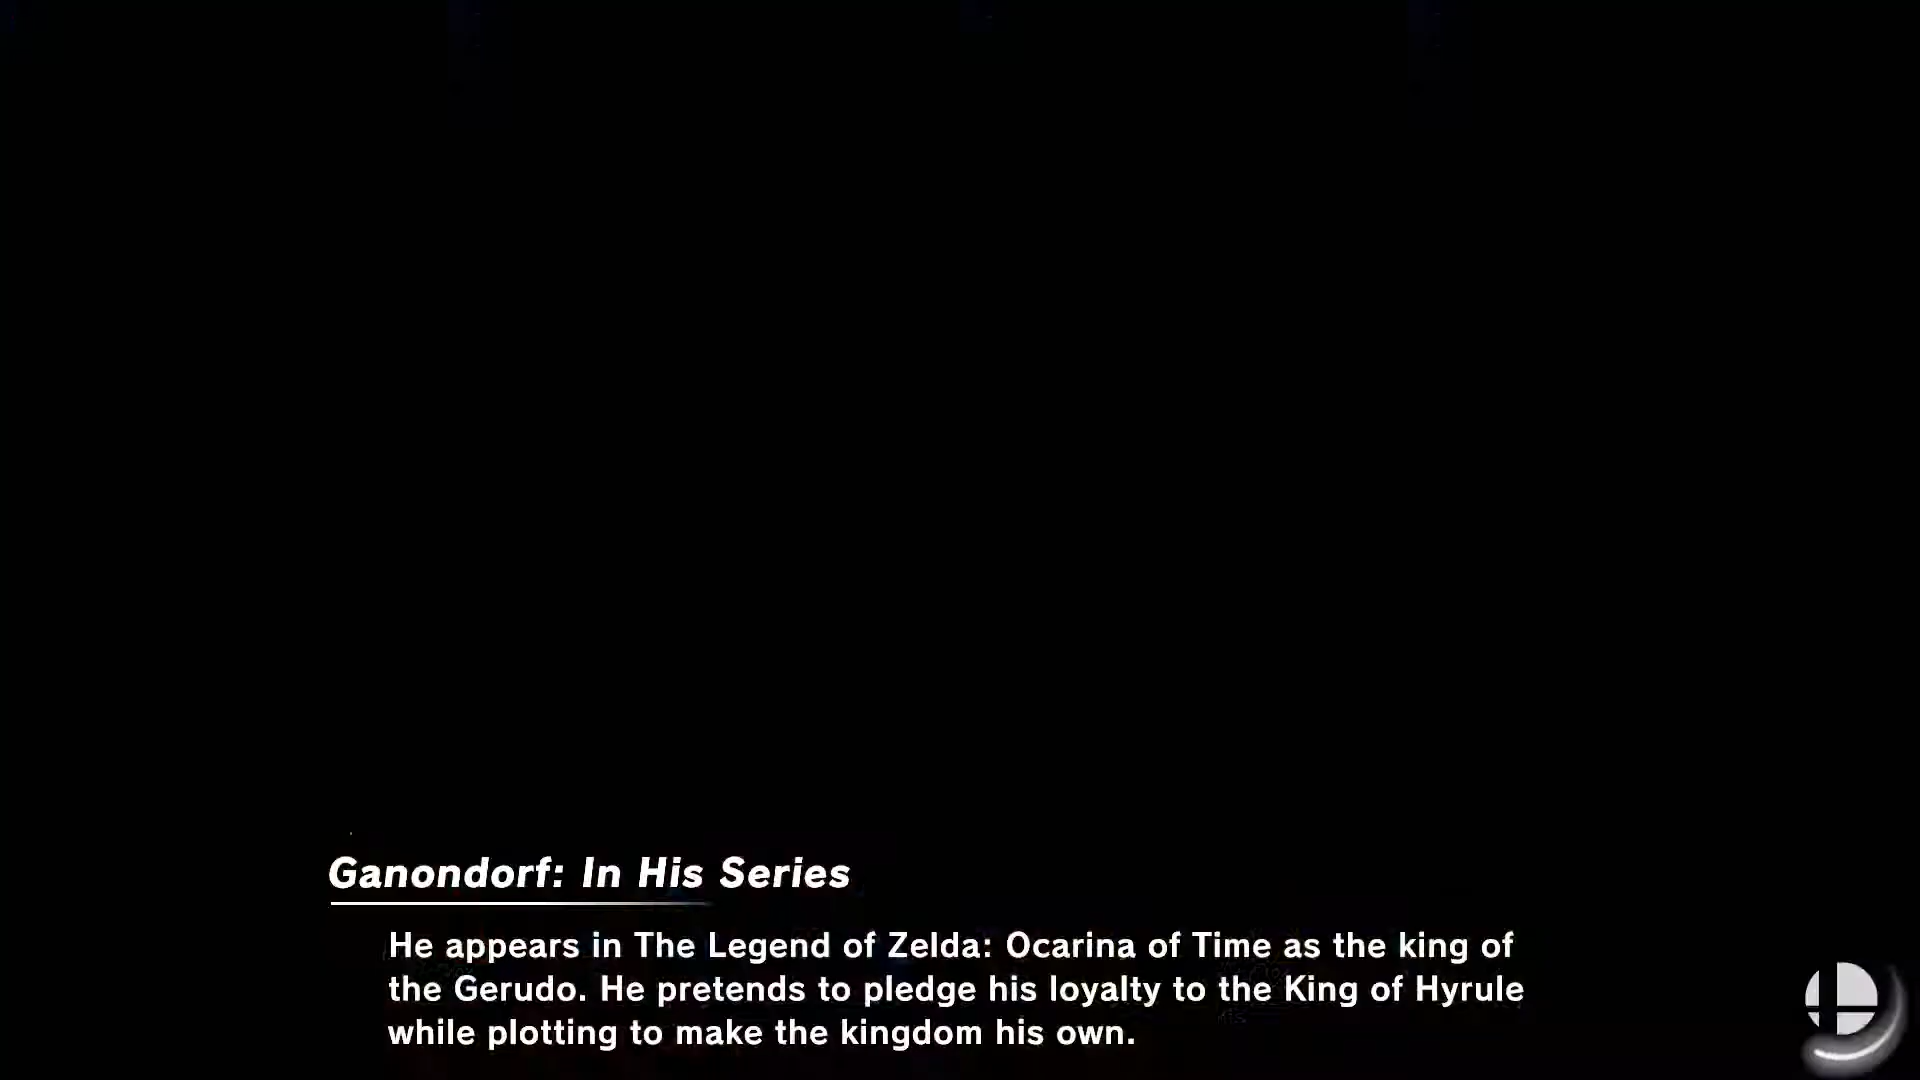 Ganondorf: In His Series
He appears in The Legend of Zelda: Ocarina of Time as the king of
the Gerudo. He pretends to pledge his loyalty to the King of Hyrule
while plotting to make the kingdom his own.